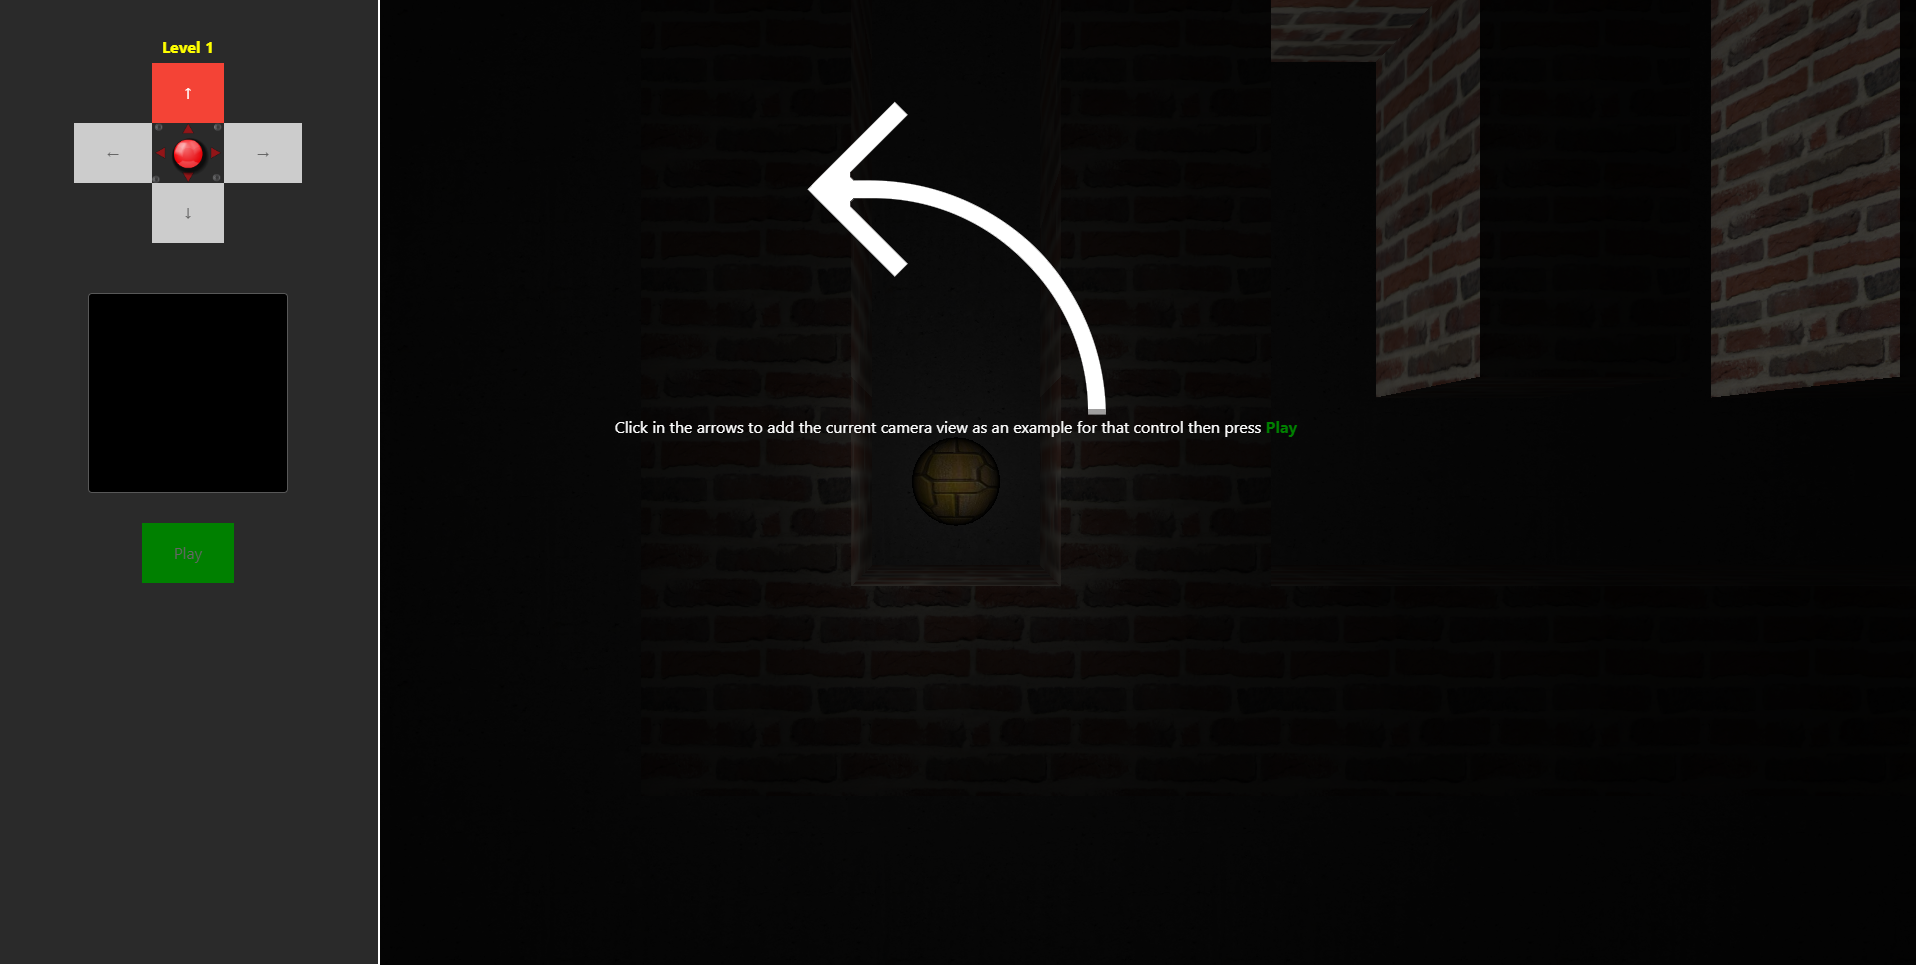 Level 1
↑
← →
↓
Click in the arrows to add the current camera view as an example for that control then press Play
Play